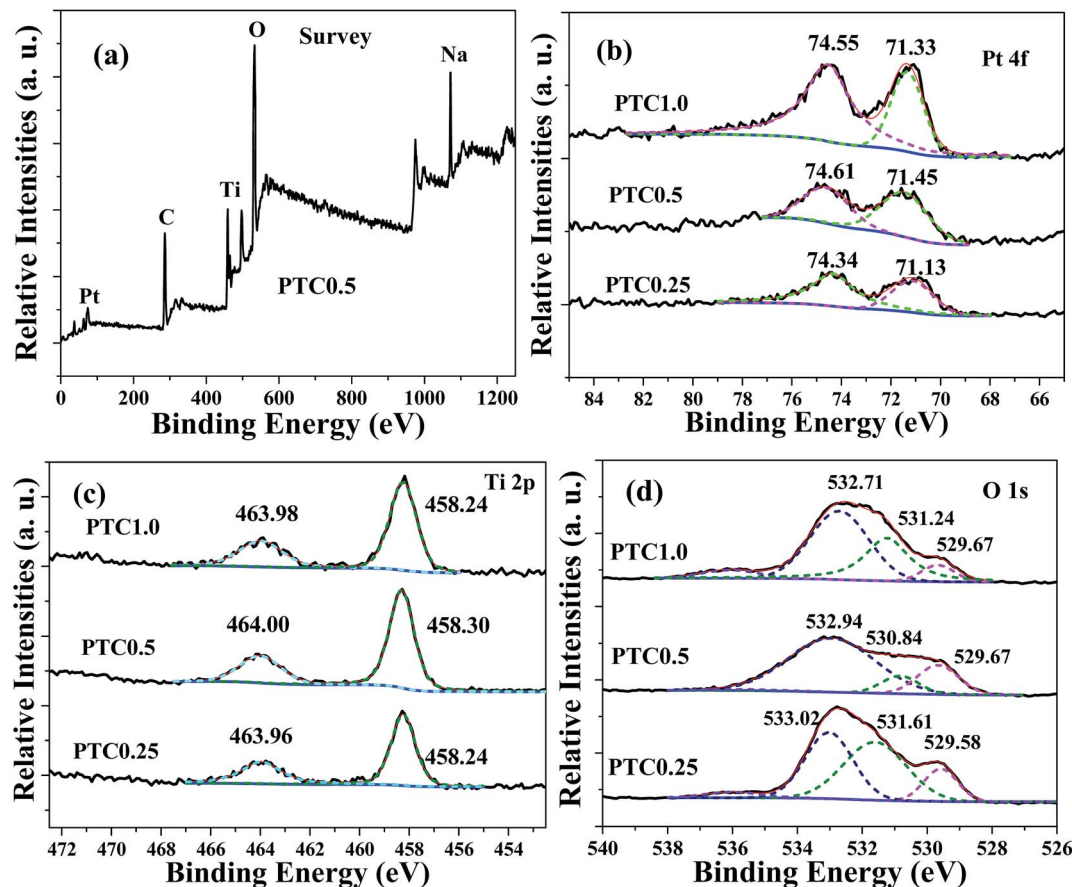 (a)
Survey
O
Na
Ti
C
Pt
PTC0.5
Relative Intensities (a. u.)
0 200 400 600 800 1000 1200
Binding Energy (eV)
(b)
Pt 4f
74.55 71.33
PTC1.0
74.61 71.45
PTC0.5
74.34 71.13
PTC0.25
Relative Intensities (a. u.)
84 82 80 78 76 74 72 70 68 66
Binding Energy (eV)
(c)
Ti 2p
PTC1.0
463.98 458.24
PTC0.5
464.00 458.30
PTC0.25
463.96 458.24
Relative Intensities (a. u.)
472 470 468 466 464 462 460 458 456 454
Binding Energy (eV)
(d)
O 1s
532.71
531.24
529.67
PTC1.0
532.94
530.84
529.67
PTC0.5
533.02 531.61
529.58
PTC0.25
Relative Intensities (a. u.)
540 538 536 534 532 530 528 526
Binding Energy (eV)